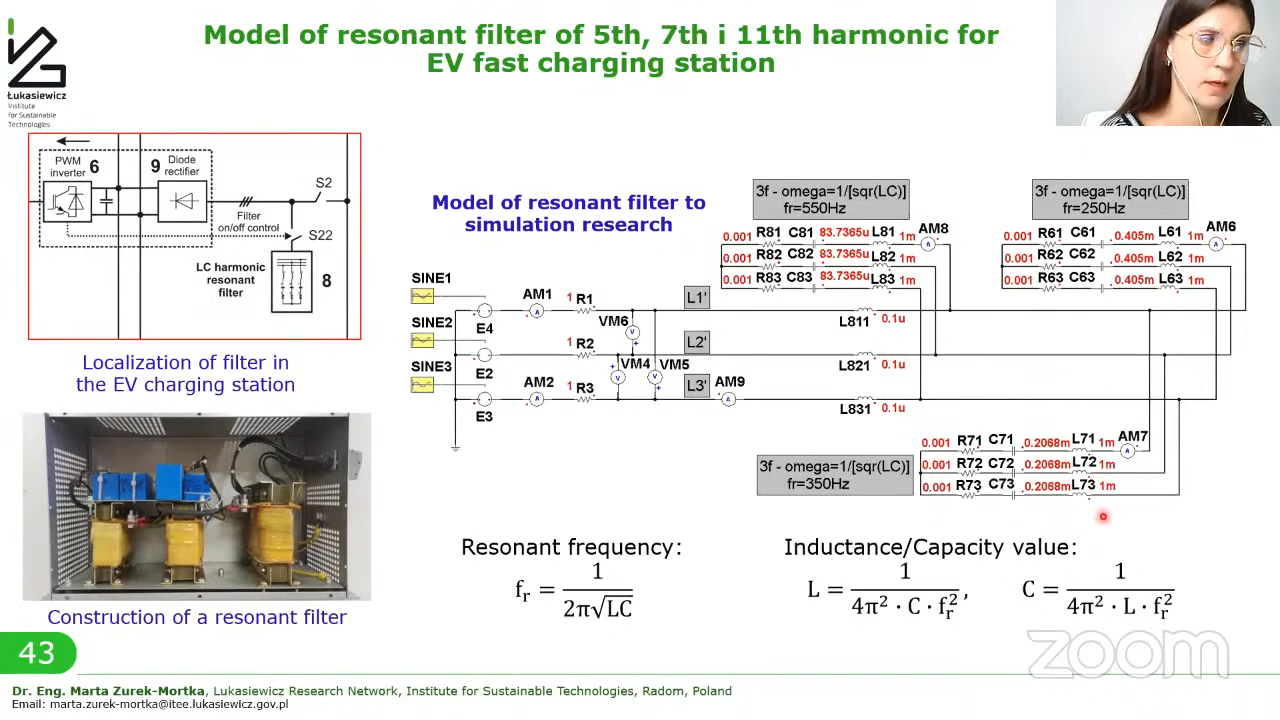 Model of resonant filter of 5th, 7th i 11th harmonic for
EV fast charging station
Łukasiewicz
Institute
for Sustainable
Technologies
PWM
inverter
6
9
Diode
rectifier
S2
Filter
on/off control
S22
LC harmonic
resonant
filter
8
Localization of filter in
the EV charging station
Construction of a resonant filter
Model of resonant filter to
simulation research
3f - omega=1/[sqr(LC)]
fr=550Hz
0.001 R81 C81 83.7365u L81 1m AM8
0.001 R82 C82 83.7365u L82 1m
0.001 R83 C83 83.7365u L83 1m
3f - omega=1/[sqr(LC)]
fr=250Hz
0.001 R61 C61 0.405m L61 1m AM6
0.001 R62 C62 0.405m L62 1m
0.001 R63 C63 0.405m L63 1m
SINE1
E4
AM1
1 R1
VM6
L1'
L811 0.1u
SINE2
E2
1 R2
VM4
VM5
L2'
L821 0.1u
SINE3
E3
AM2
1 R3
L3'
AM9
L831 0.1u
3f - omega=1/[sqr(LC)]
fr=350Hz
0.001 R71 C71 0.2068m L71 1m AM7
0.001 R72 C72 0.2068m L72 1m
0.001 R73 C73 0.2068m L73 1m
Resonant frequency:
fr = 1 / 2π√LC
Inductance/Capacity value:
L = 1 / 4π² · C · fr² ,
C = 1 / 4π² · L · fr²
zoom
43
Dr. Eng. Marta Zurek-Mortka, Lukasiewicz Research Network, Institute for Sustainable Technologies, Radom, Poland
Email: marta.zurek-mortka@itee.lukasiewicz.gov.pl